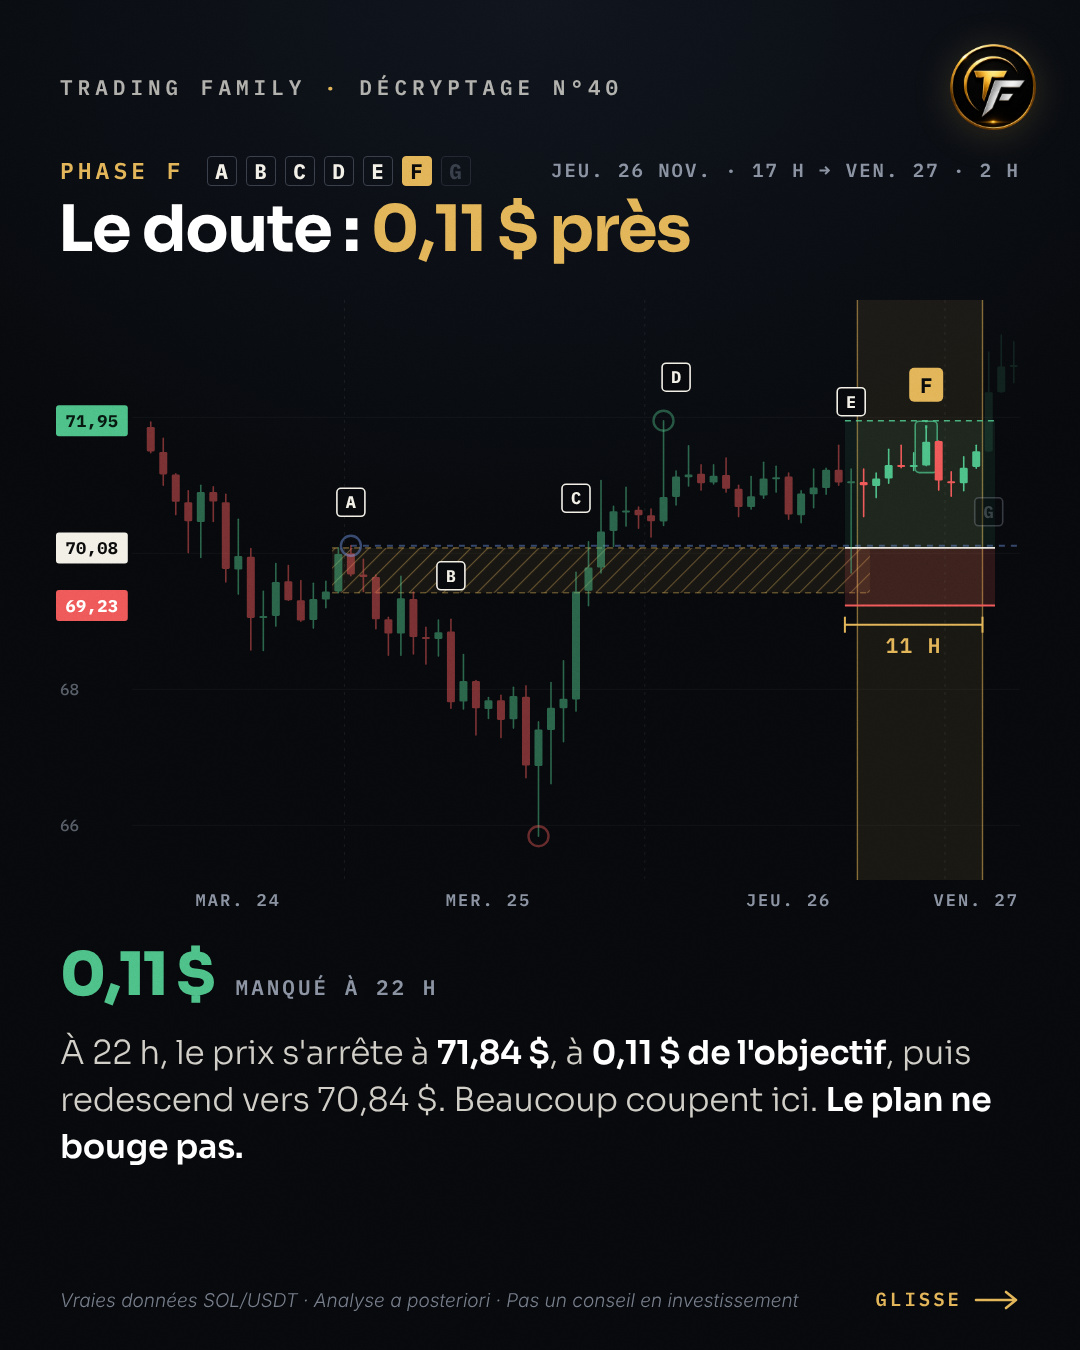 TRADING FAMILY · DÉCRYPTAGE N°40
TF
PHASE F A B C D E F G
JEU. 26 NOV. · 17 H → VEN. 27 · 2 H
Le doute : 0,11 $ près
D
E
F
71,95
A
C
G
70,08
B
69,23
11 H
68
66
MAR. 24 MER. 25 JEU. 26 VEN. 27
0,11 $ MANQUÉ À 22 H
À 22 h, le prix s'arrête à 71,84 $, à 0,11 $ de l'objectif, puis
redescend vers 70,84 $. Beaucoup coupent ici. Le plan ne
bouge pas.
Vraies données SOL/USDT · Analyse a posteriori · Pas un conseil en investissement
GLISSE →